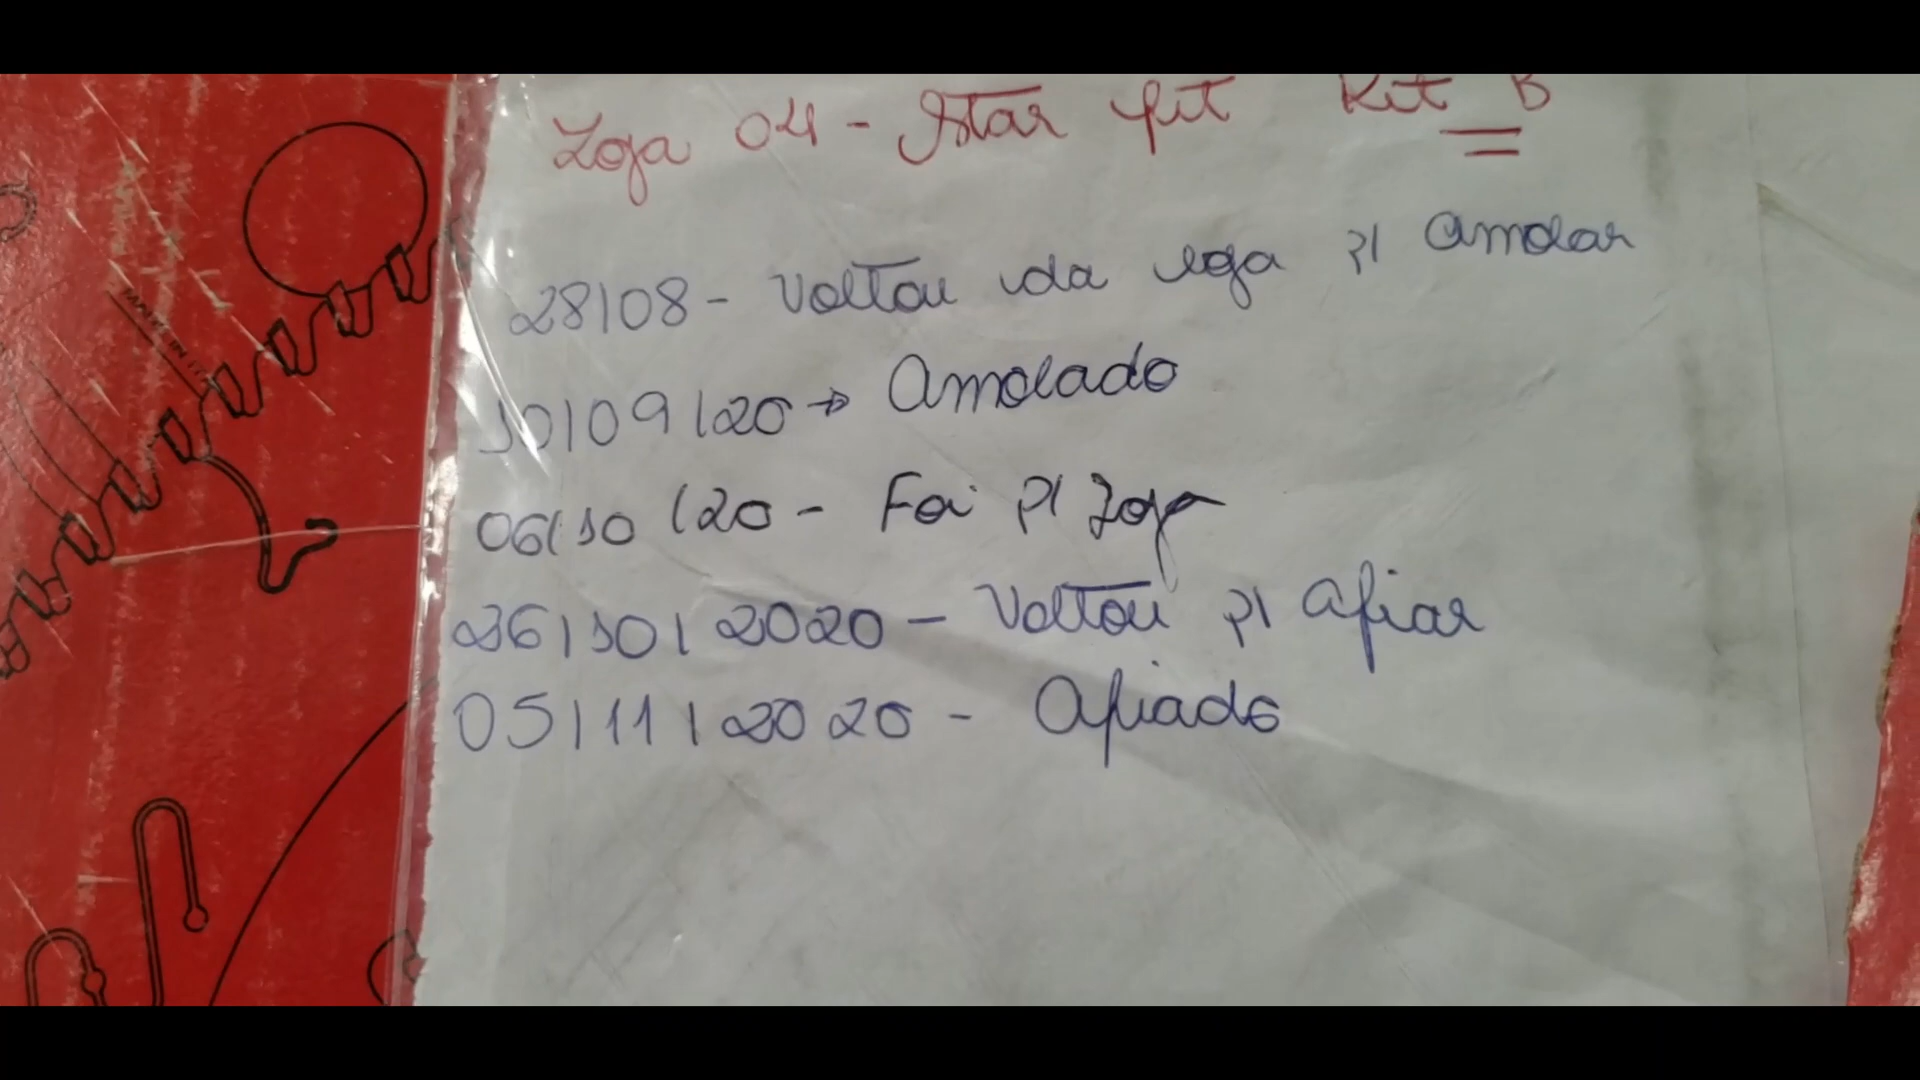 Loja 04 - Star fit Kit B
28/08 - Voltou da loja p/ Amolar
10/09/20 → Amolado
06/10/20 - Foi p/ Loja
26/10/2020 - Voltou p/ Afiar
05/11/2020 - Afiado